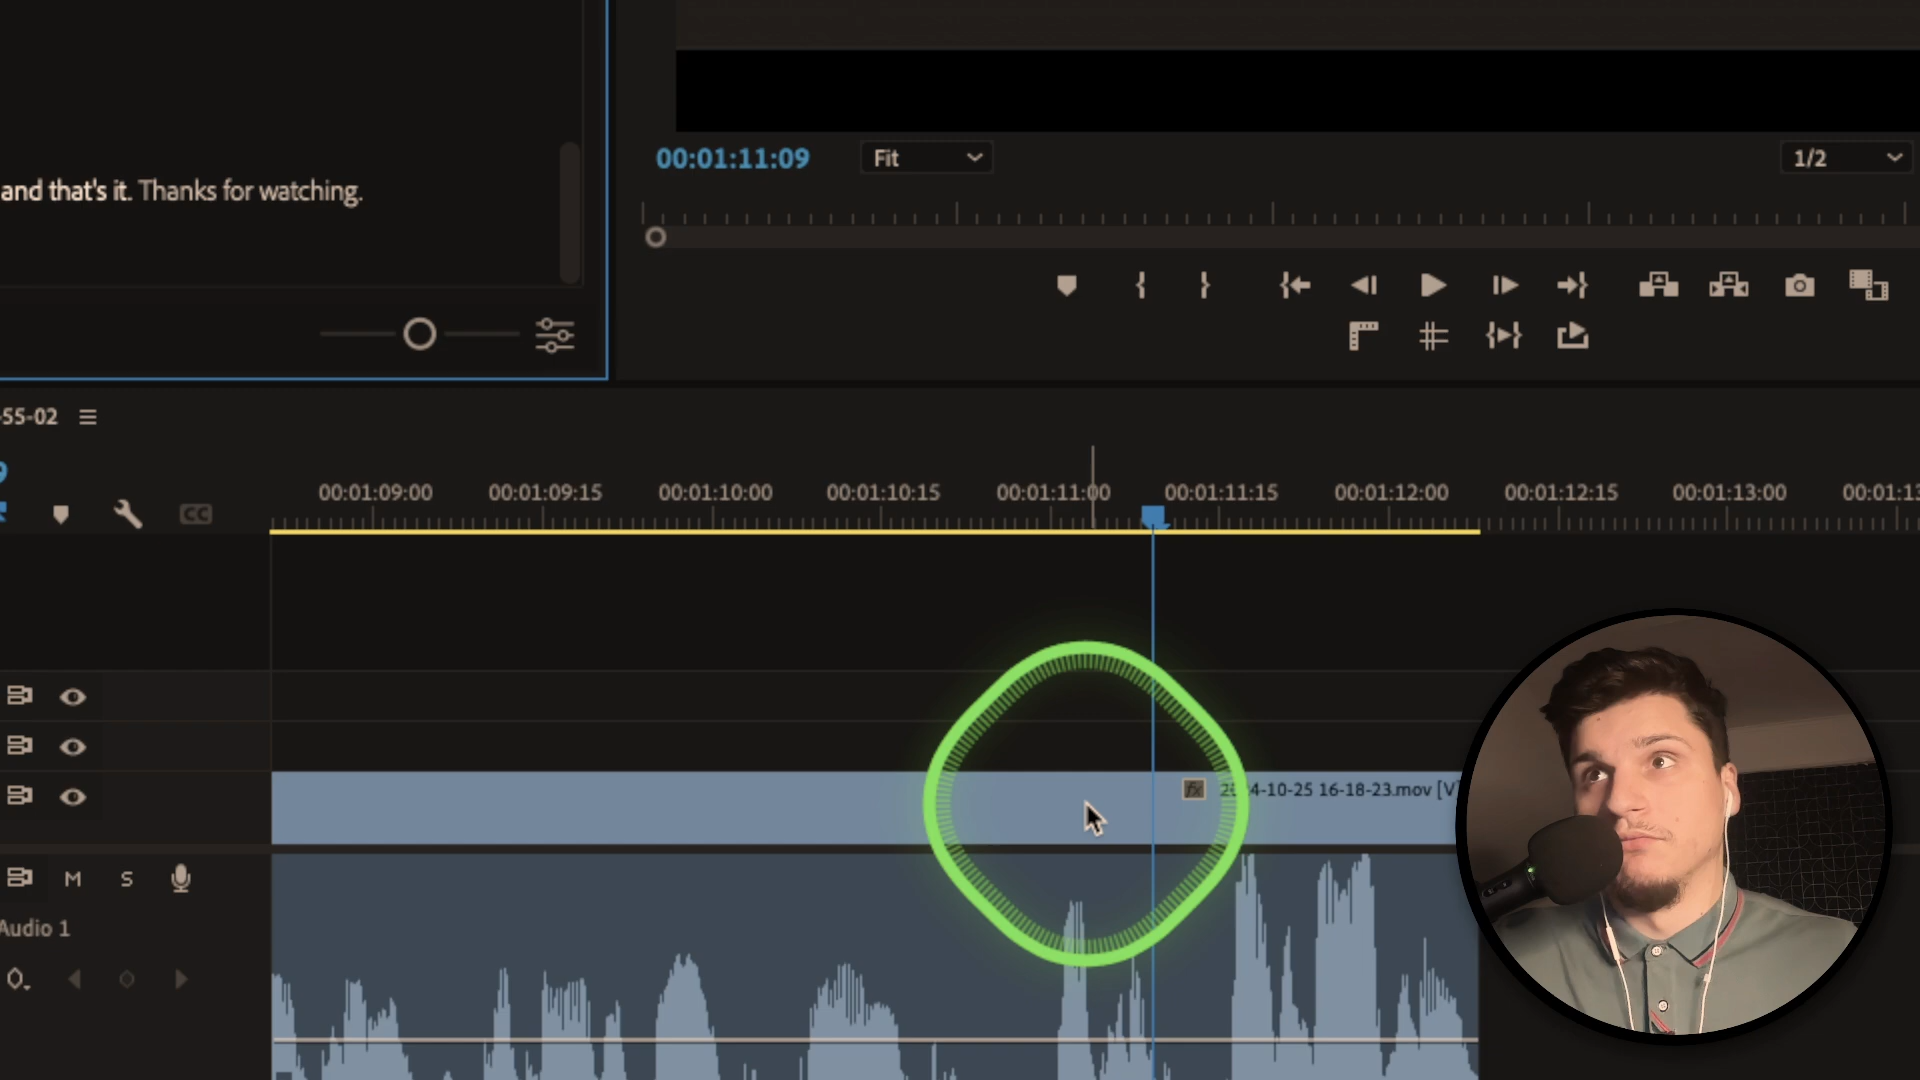 00:01:11:09
Fit
1/2
and that's it. Thanks for watching.
-55-02
00:01:09:00
00:01:09:15
00:01:10:00
00:01:10:15
00:01:11:00
00:01:11:15
00:01:12:00
00:01:12:15
00:01:13:00
00:01:13
CC
fx
4-10-25 16-18-23.mov [V]
M
S
Audio 1